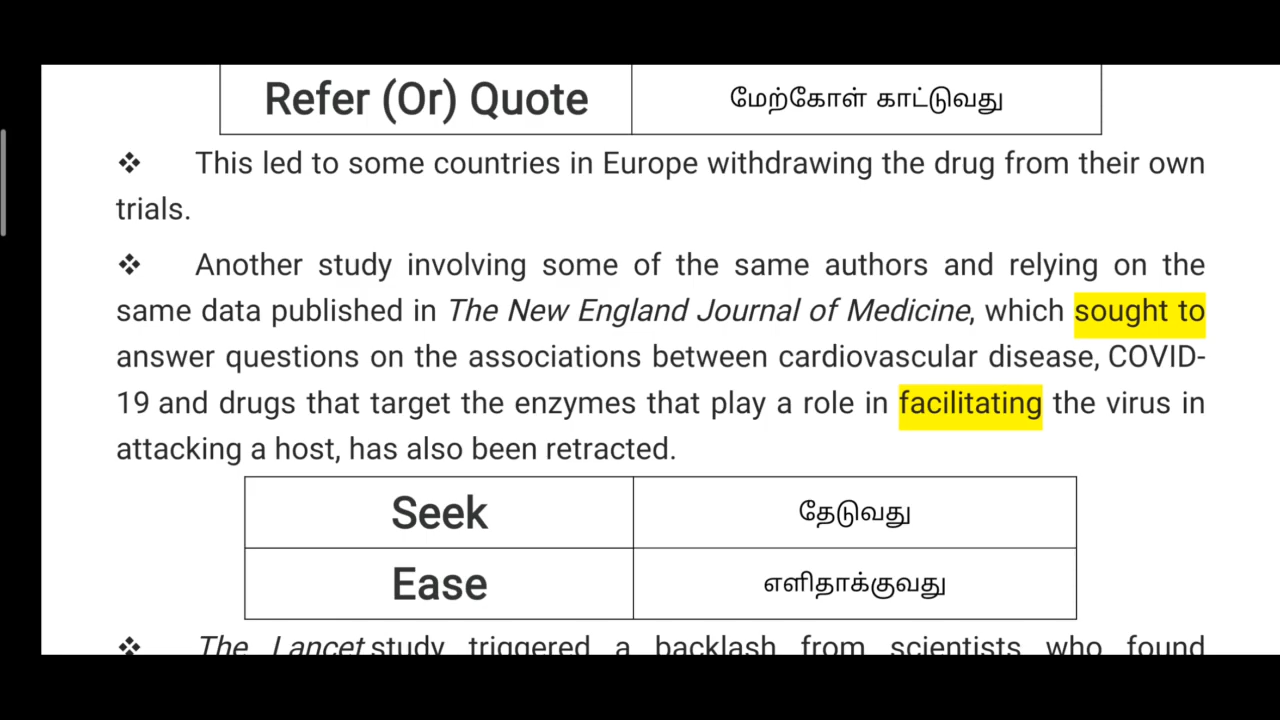 Refer (Or) Quote மேற்கோள் காட்டுவது
❖ This led to some countries in Europe withdrawing the drug from their own
trials.
❖ Another study involving some of the same authors and relying on the
same data published in The New England Journal of Medicine, which sought to
answer questions on the associations between cardiovascular disease, COVID-
19 and drugs that target the enzymes that play a role in facilitating the virus in
attacking a host, has also been retracted.
Seek தேடுவது
Ease எளிதாக்குவது
❖ The Lancet study triggered a backlash from scientists who found